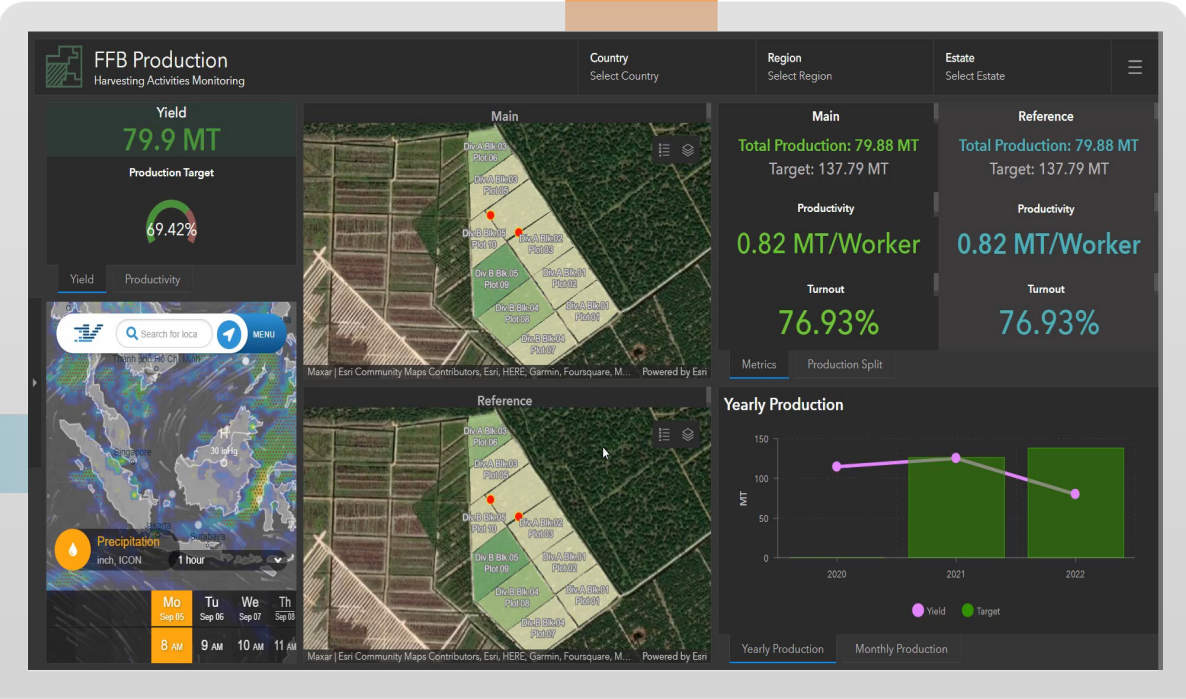 FFB Production
Harvesting Activities Monitoring
Country
Select Country
Region
Select Region
Estate
Select Estate
Yield
79.9 MT
Production Target
69.42%
Yield
Productivity
Search for loca
MENU
Thành phố Hồ Chí Minh
Singapore
H
30 inHg
Jakarta
Surabaya
Precipitation
inch, ICON
1 hour
Mo
Tu
We
Th
Sep 05
Sep 06
Sep 07
Sep 08
8 AM
9 AM
10 AM
11 AM
Main
Div.A Blk.03
Plot 06
Div.A Blk.03
Plot 05
Div.B Blk.05
Plot 10
Div.A Blk.02
Plot 03
Div.B Blk.05
Plot 09
Div.A Blk.01
Plot 02
Div.B Blk.04
Plot 08
Div.A Blk.01
Plot 01
Div.B Blk.04
Plot 07
Maxar | Esri Community Maps Contributors, Esri, HERE, Garmin, Foursquare, M...
Powered by Esri
Reference
Div.A Blk.03
Plot 06
Div.A Blk.03
Plot 05
Div.B Blk.05
Plot 10
Div.A Blk.02
Plot 03
Div.B Blk.05
Plot 09
Div.A Blk.01
Plot 02
Div.B Blk.04
Plot 08
Div.A Blk.01
Plot 01
Div.B Blk.04
Plot 07
Maxar | Esri Community Maps Contributors, Esri, HERE, Garmin, Foursquare, M...
Powered by Esri
Main
Total Production: 79.88 MT
Target: 137.79 MT
Productivity
0.82 MT/Worker
Turnout
76.93%
Reference
Total Production: 79.88 MT
Target: 137.79 MT
Productivity
0.82 MT/Worker
Turnout
76.93%
Metrics
Production Split
Yearly Production
150
100
50
0
MT
2020
2021
2022
Yield
Target
Yearly Production
Monthly Production